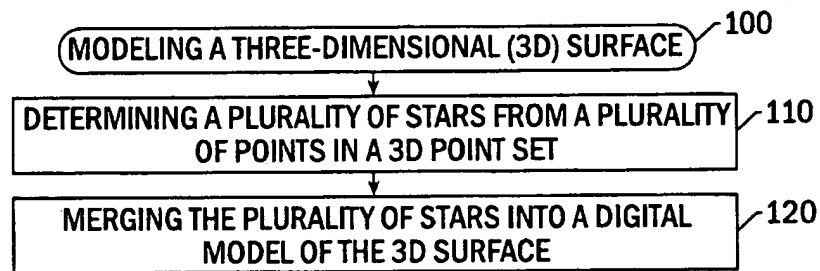 MODELING A THREE-DIMENSIONAL (3D) SURFACE
100
DETERMINING A PLURALITY OF STARS FROM A PLURALITY
OF POINTS IN A 3D POINT SET
110
MERGING THE PLURALITY OF STARS INTO A DIGITAL
MODEL OF THE 3D SURFACE
120